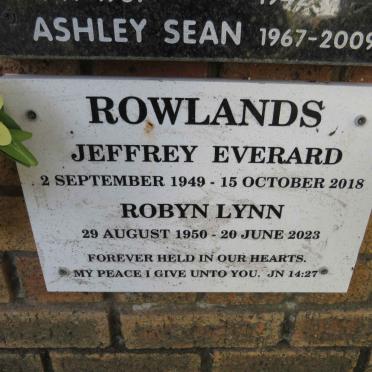 ASHLEY SEAN 1967-2009
ROWLANDS
JEFFREY EVERARD
2 SEPTEMBER 1949 - 15 OCTOBER 2018
ROBYN LYNN
29 AUGUST 1950 - 20 JUNE 2023
FOREVER HELD IN OUR HEARTS.
MY PEACE I GIVE UNTO YOU. JN 14:27